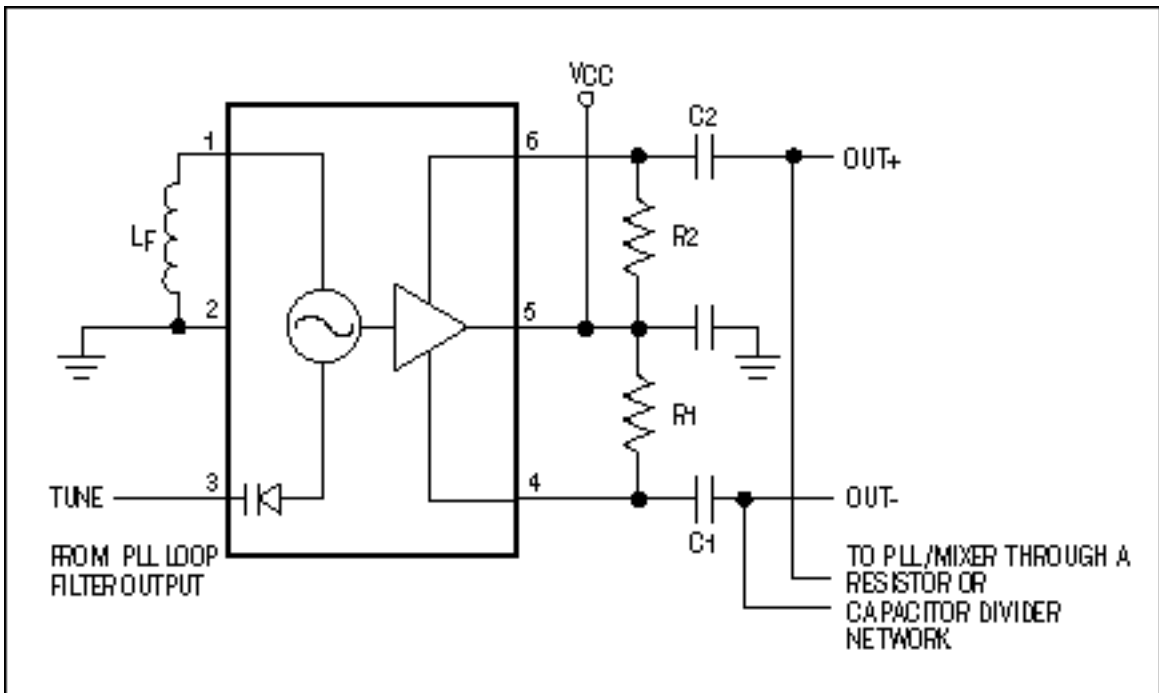 VCC
C2
1
6
OUT+
LF
R2
2
5
R1
TUNE
3
4
OUT-
C1
FROM PLL LOOP
FILTER OUTPUT
TO PLL/MIXER THROUGH A
RESISTOR OR
CAPACITOR DIVIDER
NETWORK